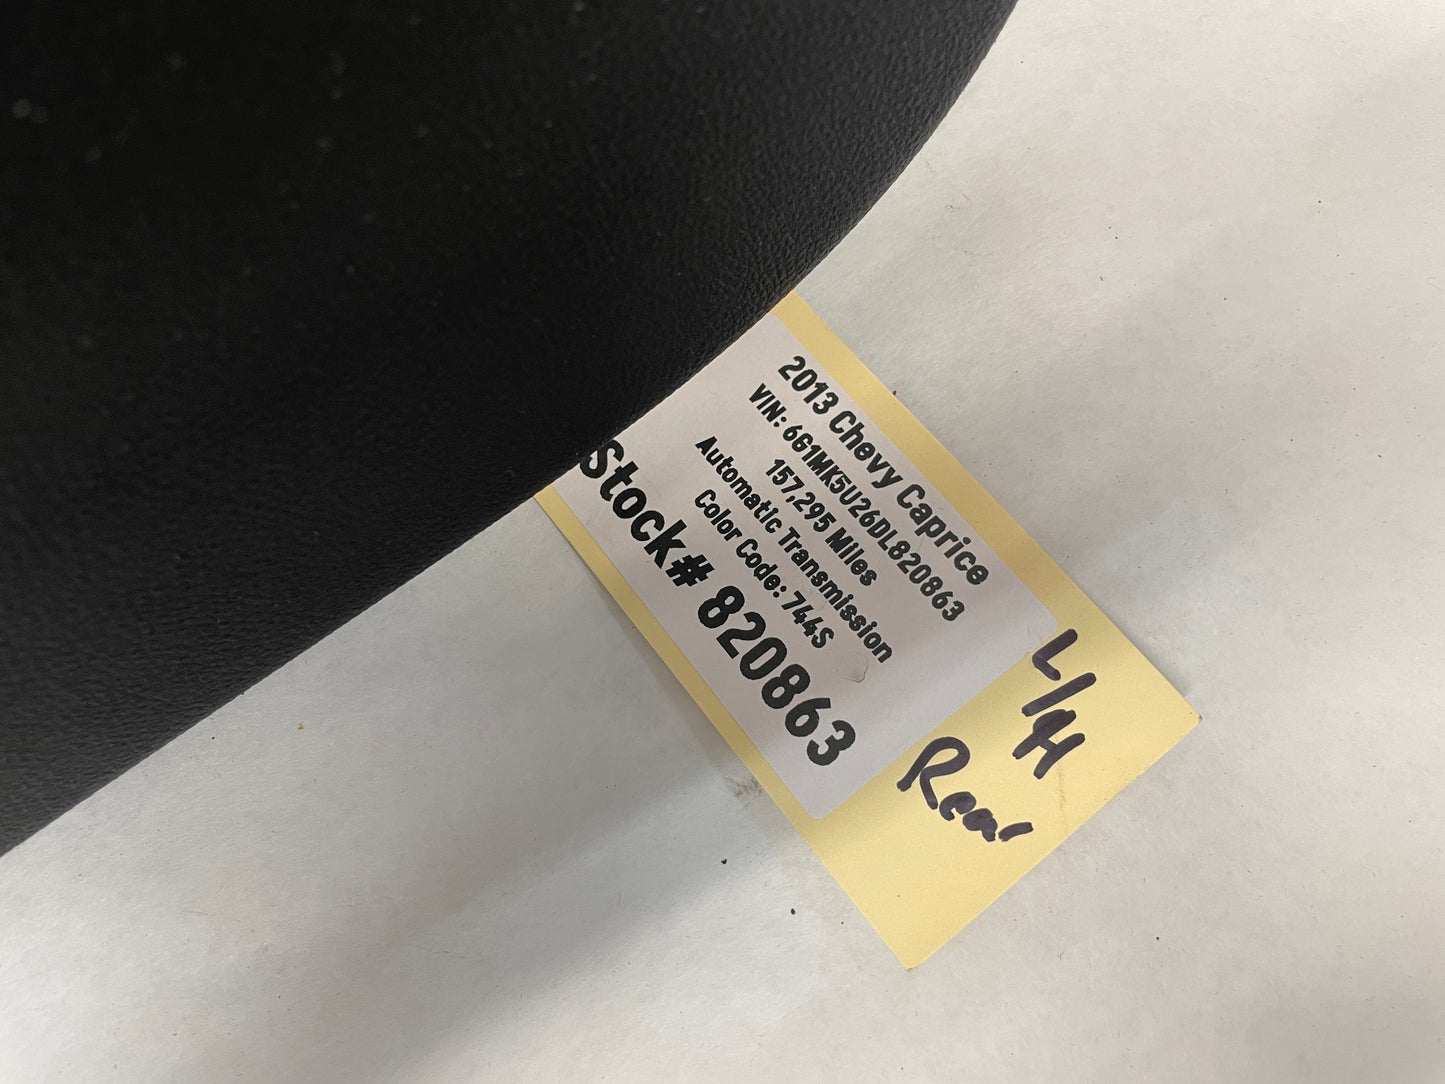 2013 Chevy Caprice
VIN: 6G1MK5U26DL820863
157,295 Miles
Automatic Transmission
Color Code: 744S
Stock# 820863
L/H
Rear